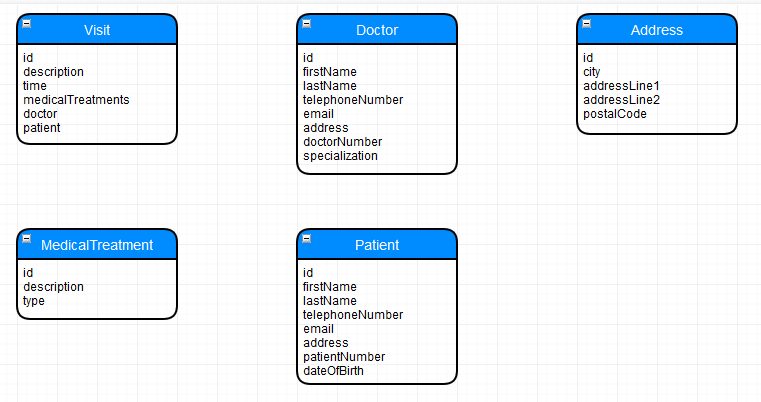 Visit
id
description
time
medicalTreatments
doctor
patient
Doctor
id
firstName
lastName
telephoneNumber
email
address
doctorNumber
specialization
Address
id
city
addressLine1
addressLine2
postalCode
MedicalTreatment
id
description
type
Patient
id
firstName
lastName
telephoneNumber
email
address
patientNumber
dateOfBirth